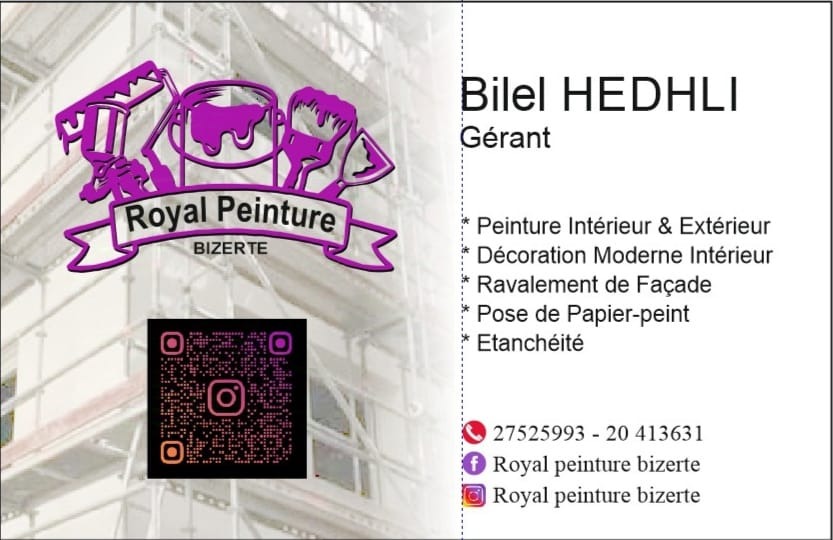 Royal Peinture
BIZERTE
Bilel HEDHLI
Gérant
* Peinture Intérieur & Extérieur
* Décoration Moderne Intérieur
* Ravalement de Façade
* Pose de Papier-peint
* Etanchéité
27525993 - 20 413631
Royal peinture bizerte
Royal peinture bizerte